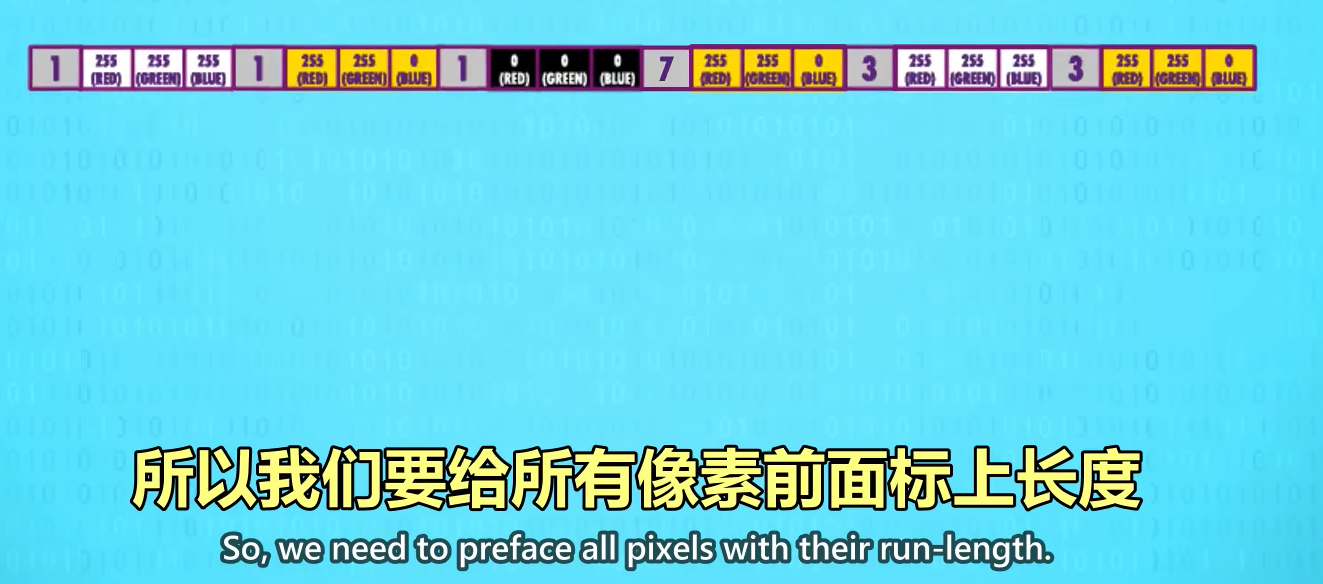 1 255 (RED) 255 (GREEN) 255 (BLUE) 1 255 (RED) 255 (GREEN) 0 (BLUE) 1 0 (RED) 0 (GREEN) 0 (BLUE) 7 255 (RED) 255 (GREEN) 0 (BLUE) 3 255 (RED) 255 (GREEN) 255 (BLUE) 3 255 (RED) 255 (GREEN) 0 (BLUE)
所以我们要给所有像素前面标上长度
So, we need to preface all pixels with their run-length.